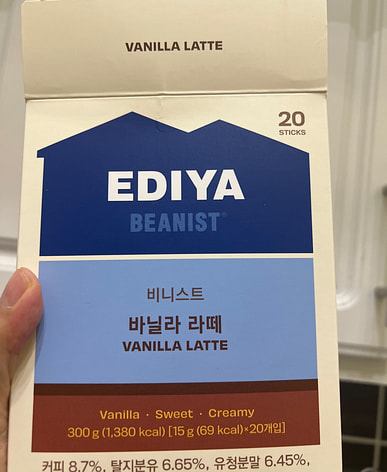 VANILLA LATTE
20
STICKS
EDIYA
BEANIST®
비니스트
바닐라 라떼
VANILLA LATTE
Vanilla · Sweet · Creamy
300 g (1,380 kcal) [15 g (69 kcal)×20개입]
커피 8.7%, 탈지분유 6.65%, 유청분말 6.45%,